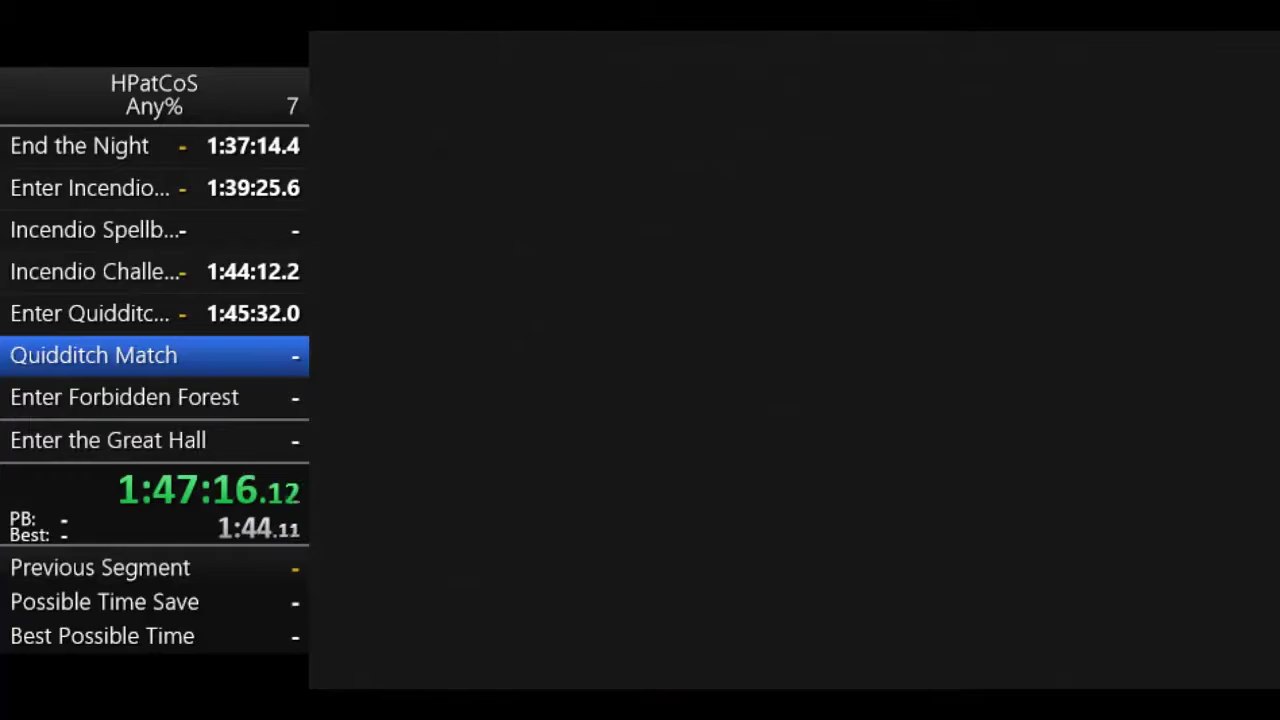 HPatCoS
Any% 7
End the Night - 1:37:14.4
Enter Incendio... - 1:39:25.6
Incendio Spellb...- -
Incendio Challe...- 1:44:12.2
Enter Quidditc... - 1:45:32.0
Quidditch Match -
Enter Forbidden Forest -
Enter the Great Hall -
1:47:16.12
PB: - 1:44.11
Best: -
Previous Segment -
Possible Time Save -
Best Possible Time -